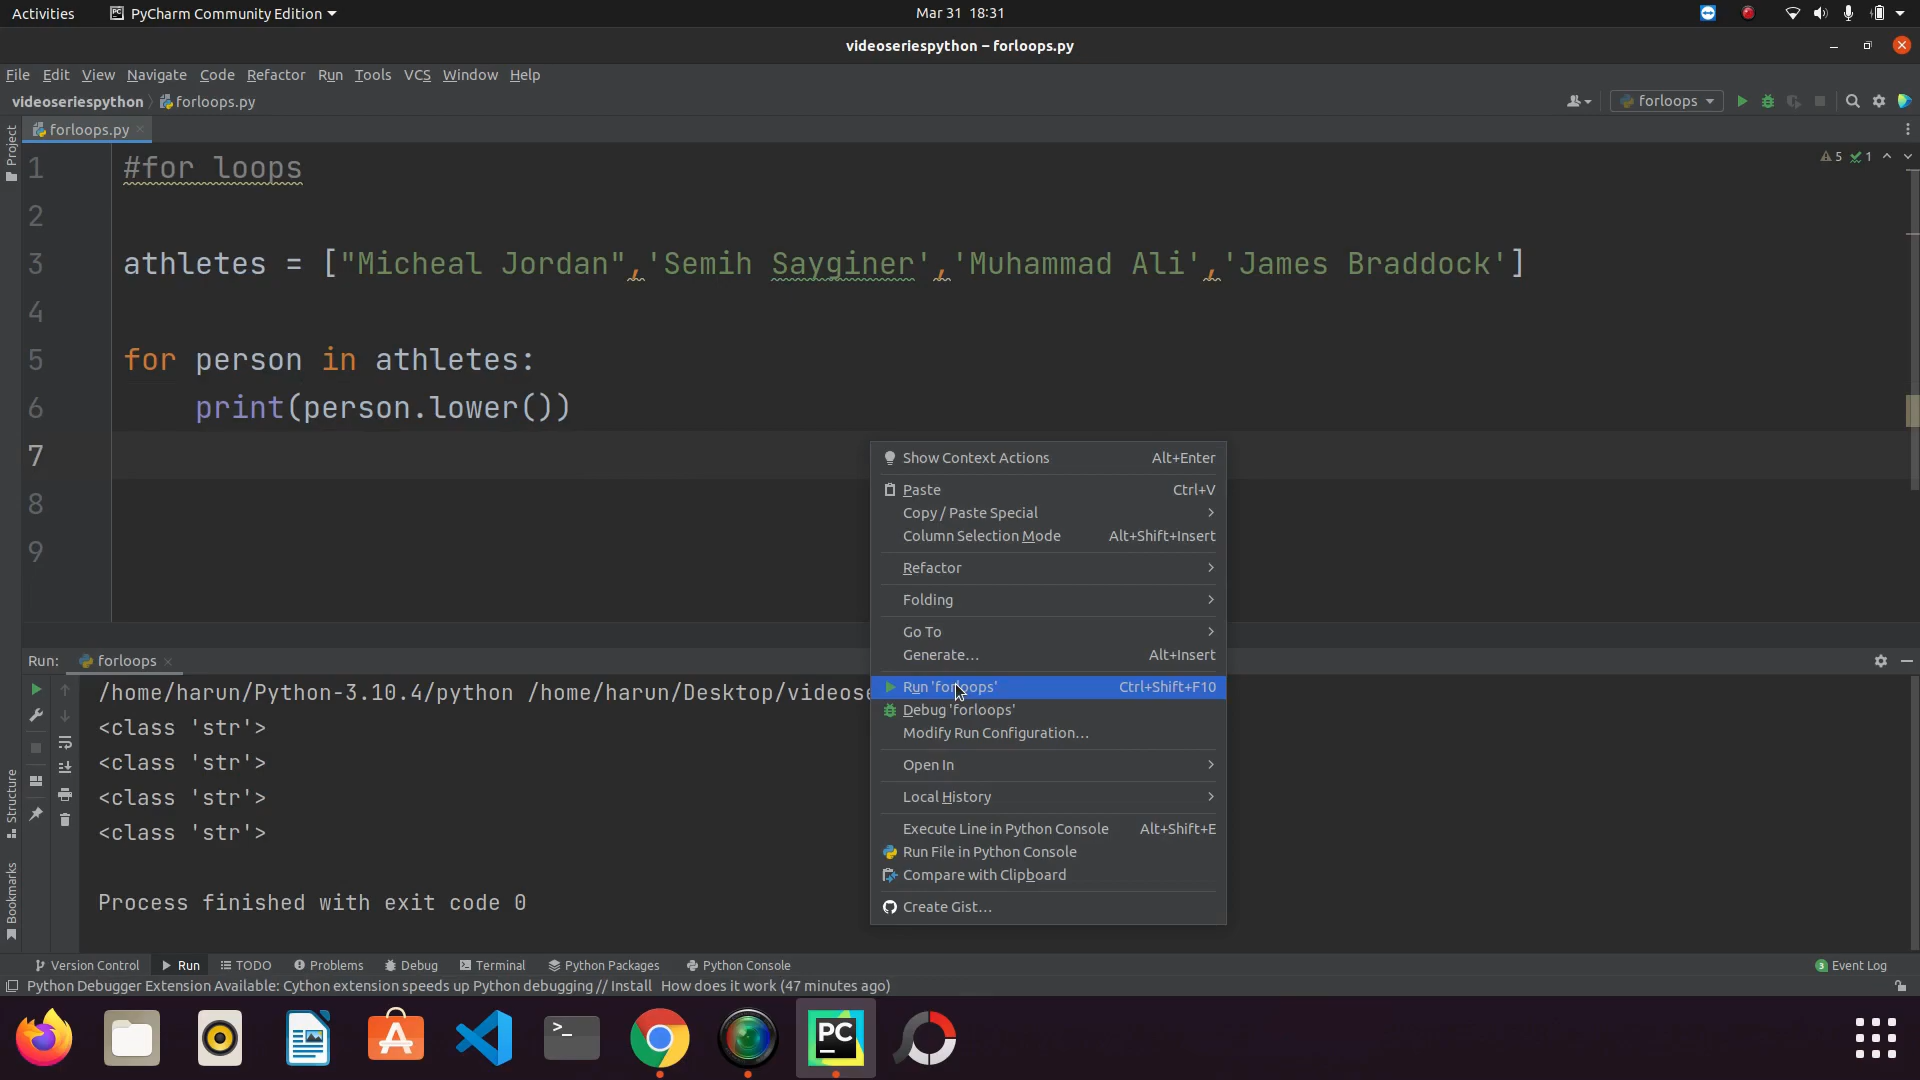 Activities PyCharm Community Edition Mar 31 18:31
videoseriespython – forloops.py
File Edit View Navigate Code Refactor Run Tools VCS Window Help
videoseriespython forloops.py forloops
forloops.py
Project
5 1
1 #for loops
2
3 athletes = ["Micheal Jordan",'Semih Sayginer','Muhammad Ali','James Braddock']
4
5 for person in athletes:
6 print(person.lower())
7
8
9
Show Context Actions Alt+Enter
Paste Ctrl+V
Copy / Paste Special
Column Selection Mode Alt+Shift+Insert
Refactor
Folding
Go To
Generate... Alt+Insert
Run 'forloops' Ctrl+Shift+F10
Debug 'forloops'
Modify Run Configuration...
Open In
Local History
Execute Line in Python Console Alt+Shift+E
Run File in Python Console
Compare with Clipboard
Create Gist...
Run: forloops
/home/harun/Python-3.10.4/python /home/harun/Desktop/videose
<class 'str'>
<class 'str'>
<class 'str'>
<class 'str'>
Process finished with exit code 0
Structure
Bookmarks
Version Control Run TODO Problems Debug Terminal Python Packages Python Console 3 Event Log
Python Debugger Extension Available: Cython extension speeds up Python debugging // Install How does it work (47 minutes ago)
>_ PC